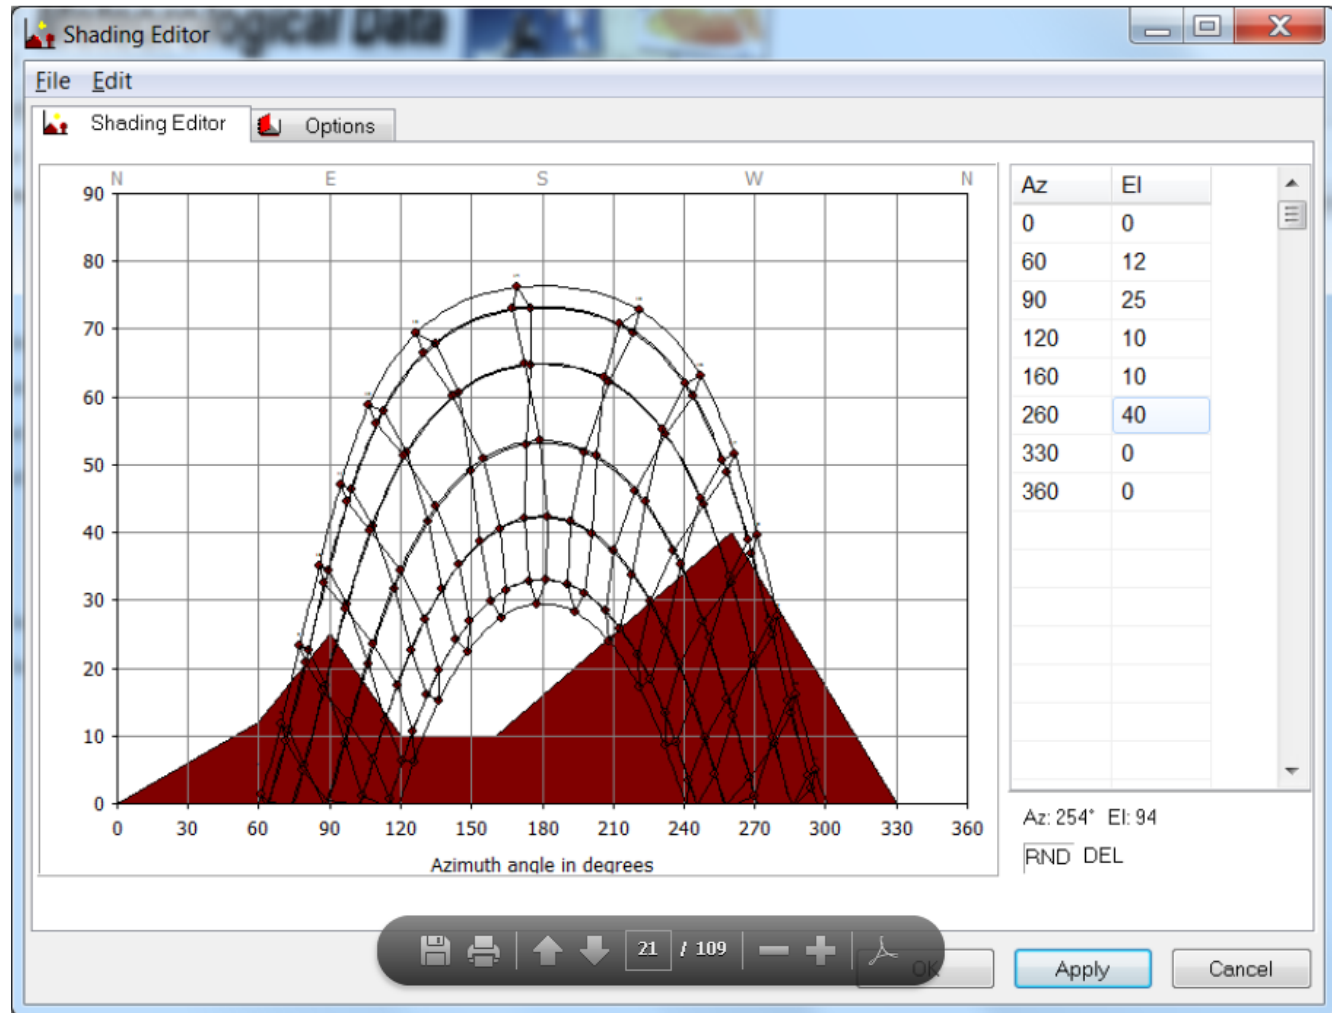 Shading Editor
ogical Data
File Edit
Shading Editor Options
N E S W N
90
80
70
60
50
40
30
20
10
0
0 30 60 90 120 150 180 210 240 270 300 330 360
Azimuth angle in degrees
Az El
0 0
60 12
90 25
120 10
160 10
260 40
330 0
360 0
Az: 254° El: 94
RND DEL
21 / 109
OK Apply Cancel